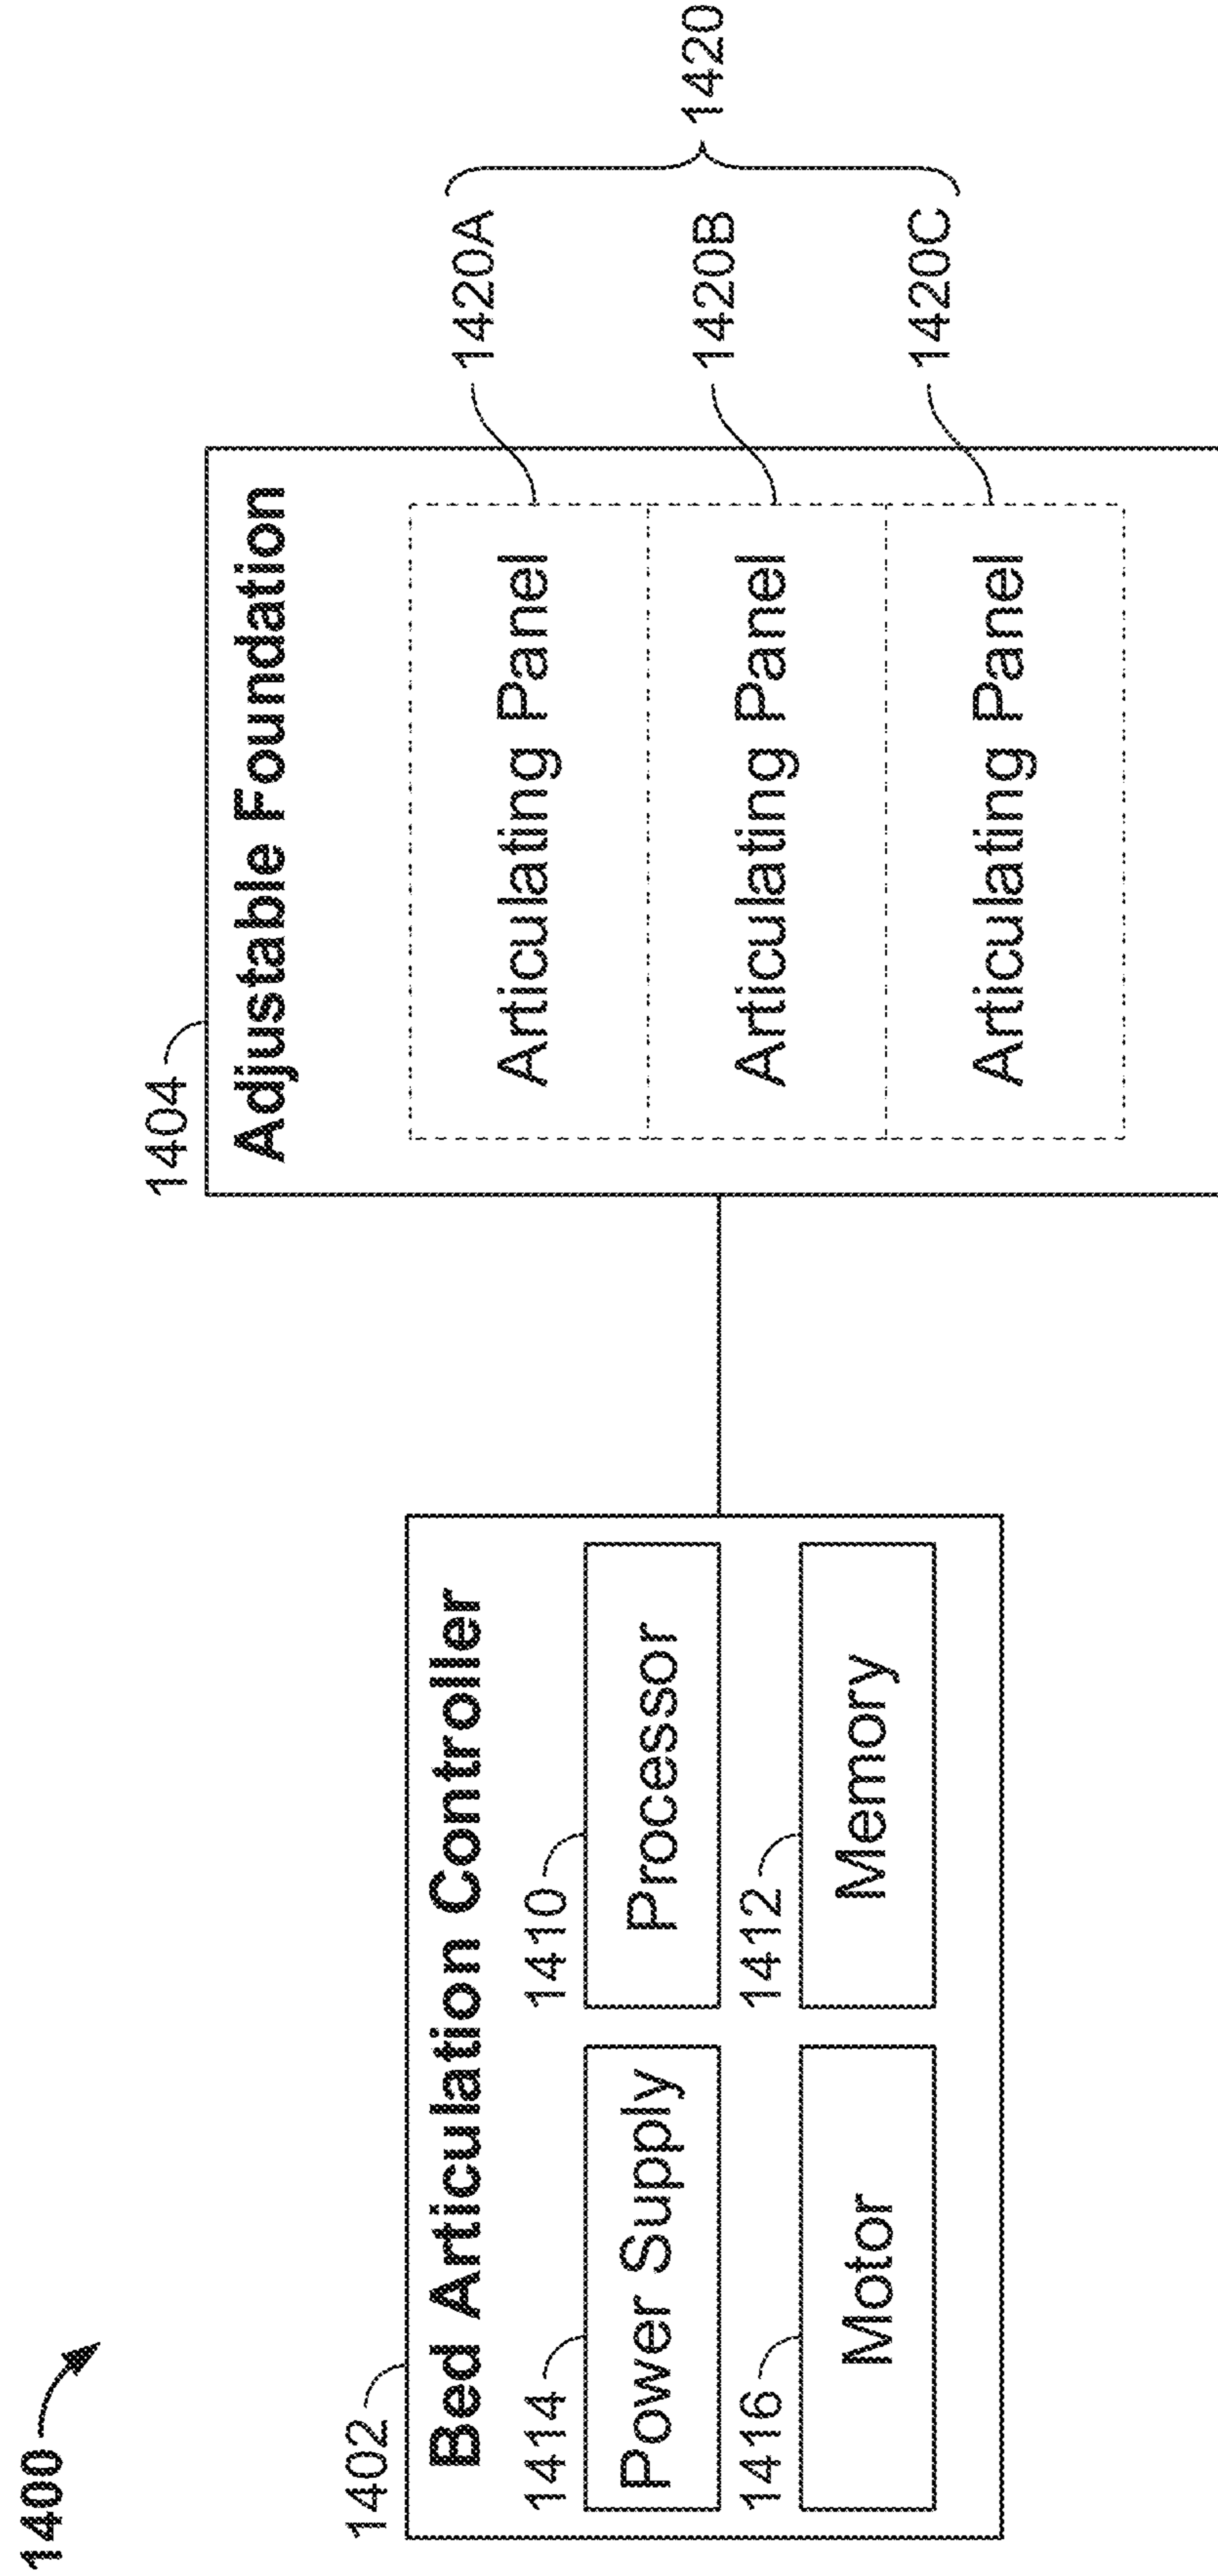 1400
1402
Bed Articulation Controller
1414
Power Supply
1410
Processor
1416
Motor
1412
Memory
1404
Adjustable Foundation
Articulating Panel
1420A
Articulating Panel
1420B
Articulating Panel
1420C
1420